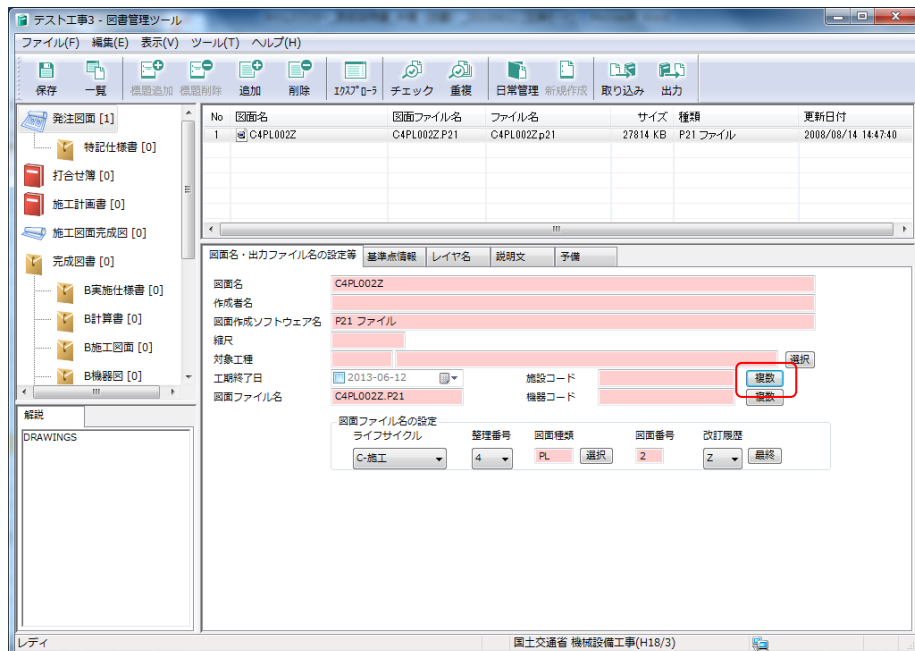 テスト工事3 - 図書管理ツール
ファイル(F) 編集(E) 表示(V) ツール(T) ヘルプ(H)
保存 一覧 標題追加 標題削除 追加 削除 エクスプローラ チェック 重複 日常管理 新規作成 取り込み 出力
発注図面 [1]
特記仕様書 [0]
打合せ簿 [0]
施工計画書 [0]
施工図面完成図 [0]
完成図書 [0]
B実施仕様書 [0]
B計算書 [0]
B施工図面 [0]
B機器図 [0]
解説
DRAWINGS
No 図面名 図面ファイル名 ファイル名 サイズ 種類 更新日付
1 C4PL002Z C4PL002Z.P21 C4PL002Z.p21 27814 KB P21 ファイル 2008/08/14 14:47:40
図面名・出力ファイル名の設定等 基準点情報 レイヤ名 説明文 予備
図面名 C4PL002Z
作成者名
図面作成ソフトウェア名 P21 ファイル
縮尺
対象工種 選択
工期終了日 2013-06-12 施設コード 複数
図面ファイル名 C4PL002Z.P21 機器コード 複数
図面ファイル名の設定
ライフサイクル 整理番号 図面種類 図面番号 改訂履歴
C-施工 4 PL 選択 2 Z 最終
レディ 国土交通省 機械設備工事(H18/3)